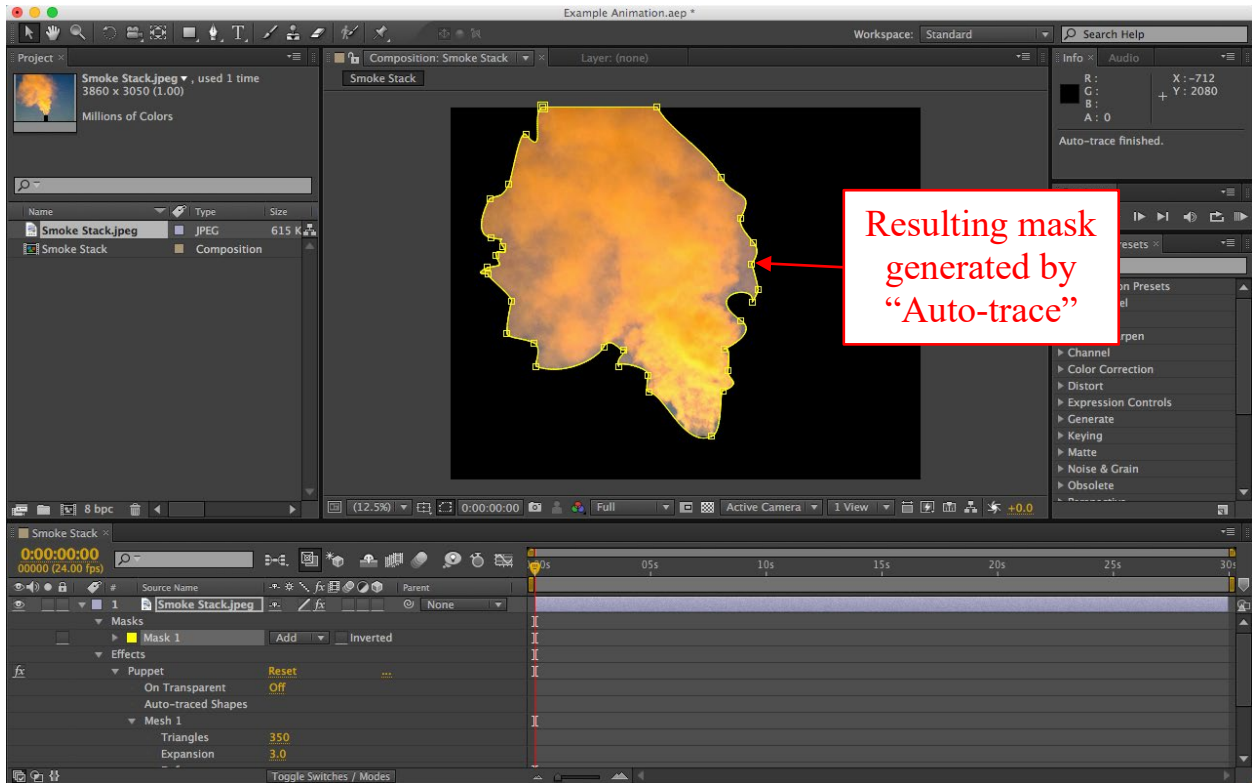 Example Animation.aep *
Workspace: Standard
Search Help
Project ×
Composition: Smoke Stack
Layer: (none)
Info × Audio
Smoke Stack.jpeg ▾ , used 1 time
3860 x 3050 (1.00)
Millions of Colors
Smoke Stack
R :
G :
B :
A : 0
X : -712
Y : 2080
Auto-trace finished.
Name Type Size
Smoke Stack.jpeg JPEG 615 K
Smoke Stack Composition
Resulting mask
generated by
“Auto-trace”
esets ×
on Presets
el
rpen
Channel
Color Correction
Distort
Expression Controls
Generate
Keying
Matte
Noise & Grain
Obsolete
8 bpc
(12.5%) 0:00:00:00 Full Active Camera 1 View +0.0
Smoke Stack ×
0:00:00:00
00000 (24.00 fps)
05s 10s 15s 20s 25s
# Source Name Parent
1 Smoke Stack.jpeg None
Masks
Mask 1 Add Inverted
Effects
fx Puppet Reset ...
On Transparent Off
Auto-traced Shapes
Mesh 1
Triangles 350
Expansion 3.0
Toggle Switches / Modes